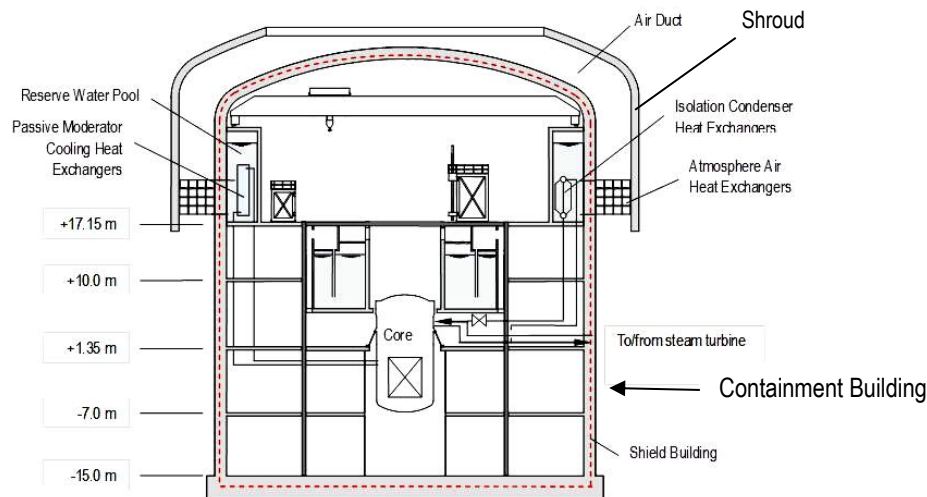 Air Duct
Shroud
Reserve Water Pool
Passive Moderator
Cooling Heat
Exchangers
Isolation Condenser
Heat Exchangers
Atmosphere Air
Heat Exchangers
+17.15 m
+10.0 m
Core
+1.35 m
To/from steam turbine
Containment Building
-7.0 m
Shield Building
-15.0 m